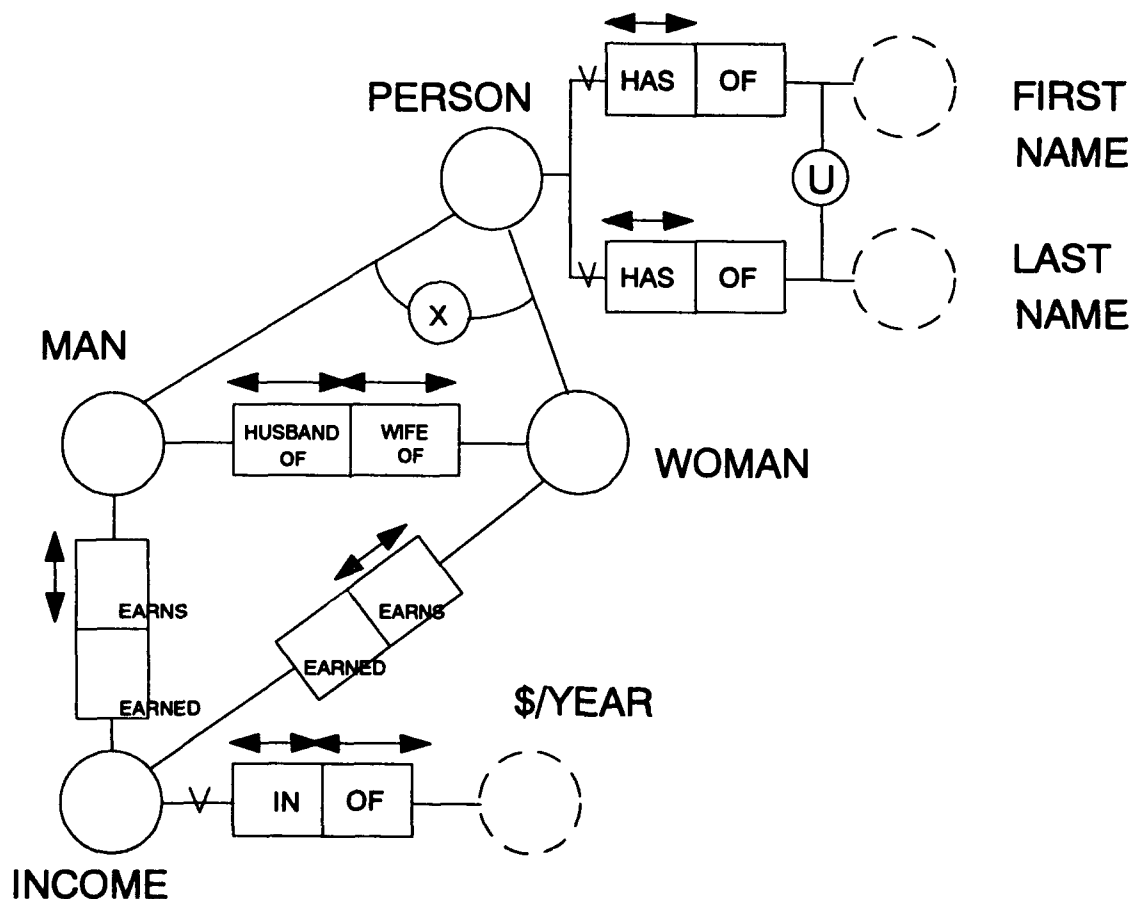 HAS OF
PERSON
FIRST
NAME
U
HAS OF
LAST
NAME
X
MAN
HUSBAND
OF
WIFE
OF
WOMAN
EARNS
EARNS
EARNED
EARNED
$/YEAR
IN OF
INCOME